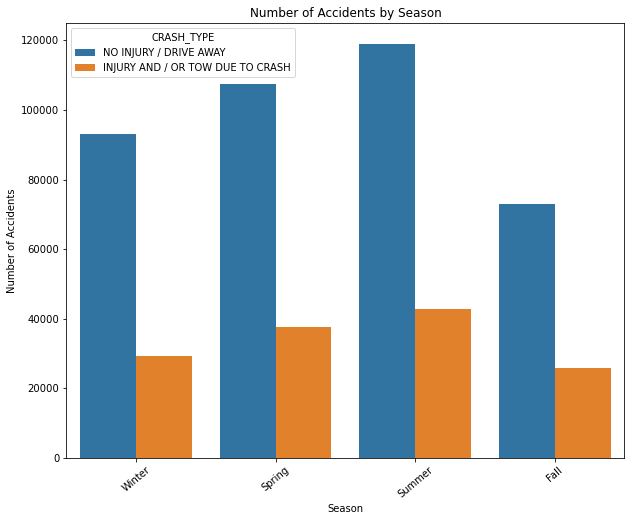 Number of Accidents by Season
CRASH_TYPE
NO INJURY / DRIVE AWAY
INJURY AND / OR TOW DUE TO CRASH
Number of Accidents
120000
100000
80000
60000
40000
20000
0
Winter
Spring
Summer
Fall
Season